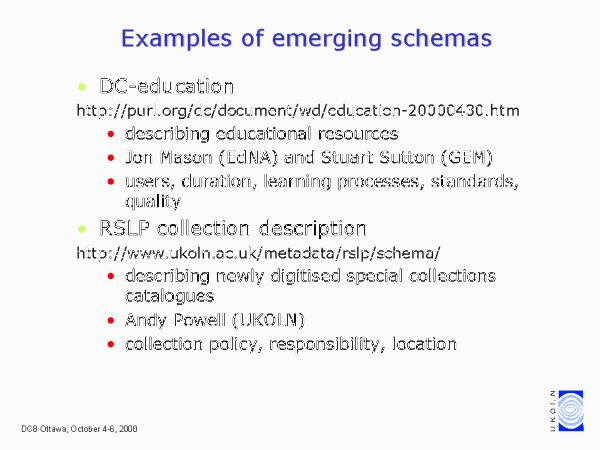 Examples of emerging schemas
DC-education
http://purl.org/dc/document/wd/education-20000430.htm
describing educational resources
Jon Mason (EdNA) and Stuart Sutton (GEM)
users, duration, learning processes, standards,
quality
RSLP collection description
http://www.ukoln.ac.uk/metadata/rslp/schema/
describing newly digitised special collections
catalogues
Andy Powell (UKOLN)
collection policy, responsibility, location
DC8 Ottawa, October 4-6, 2000
UKOLN